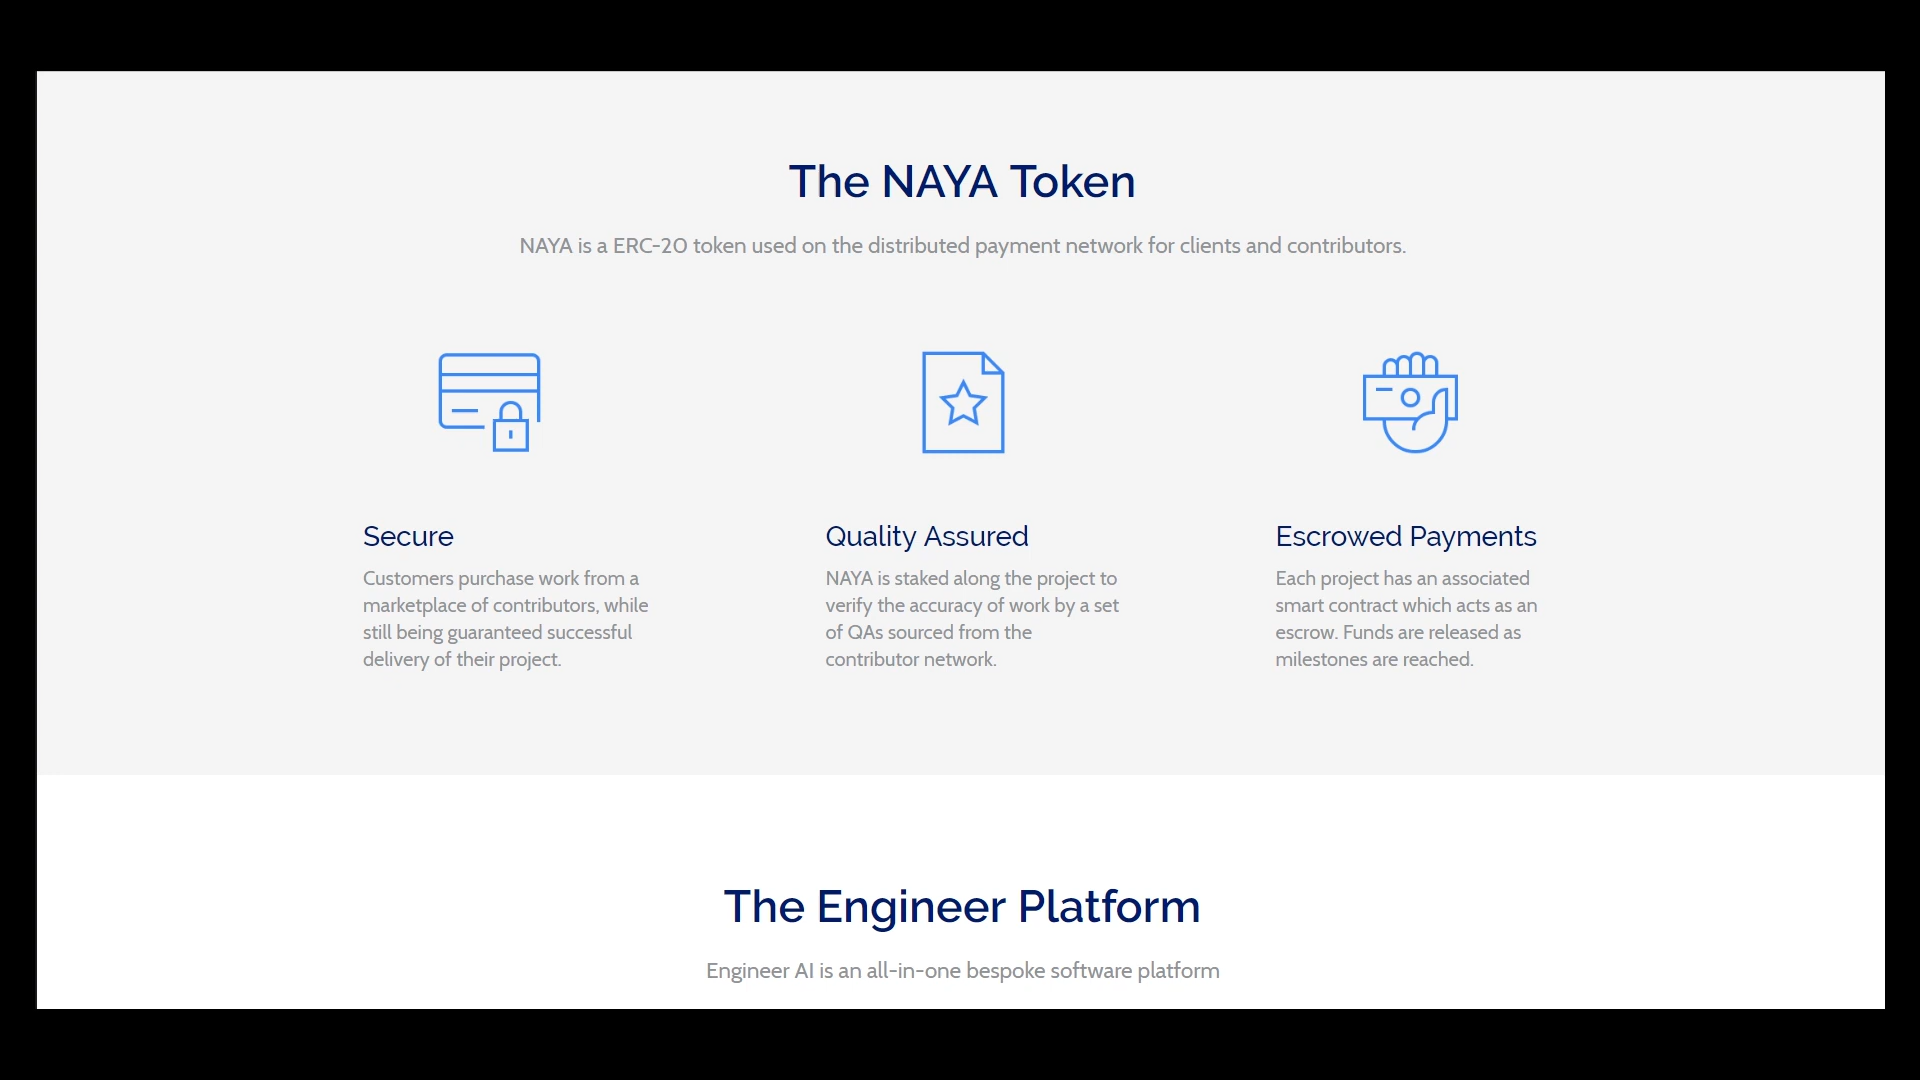 The NAYA Token
NAYA is a ERC-20 token used on the distributed payment network for clients and contributors.
Secure
Customers purchase work from a
marketplace of contributors, while
still being guaranteed successful
delivery of their project.
Quality Assured
NAYA is staked along the project to
verify the accuracy of work by a set
of QAs sourced from the
contributor network.
Escrowed Payments
Each project has an associated
smart contract which acts as an
escrow. Funds are released as
milestones are reached.
The Engineer Platform
Engineer AI is an all-in-one bespoke software platform